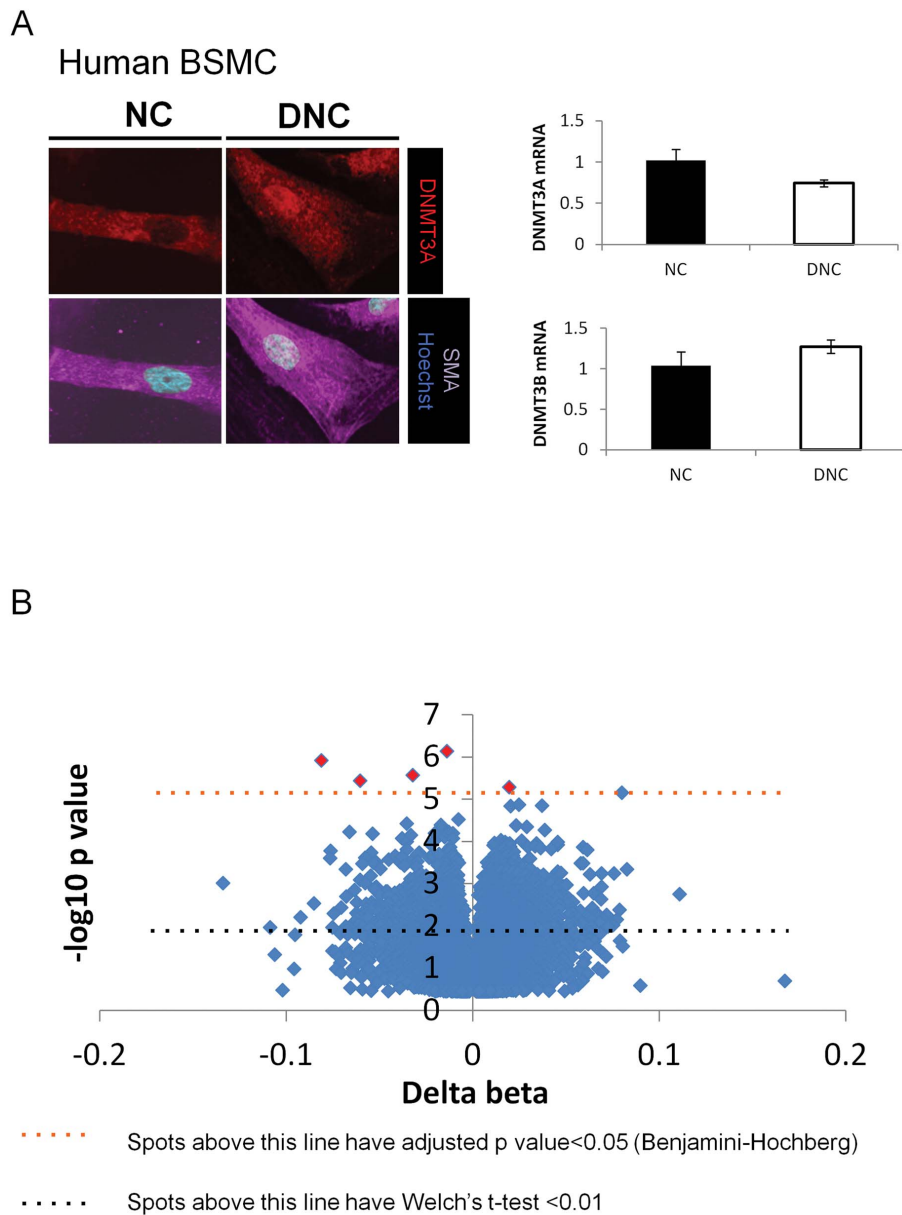 A
Human BSMC
NC
DNC
DNMT3A
SMA
Hoechst
DNMT3A mRNA
1.5
1
0.5
0
NC
DNC
DNMT3B mRNA
1.5
1
0.5
0
NC
DNC
B
-log10 p value
7
6
5
4
3
2
1
0
-0.2
-0.1
0
0.1
0.2
Delta beta
Spots above this line have adjusted p value<0.05 (Benjamini-Hochberg)
Spots above this line have Welch's t-test <0.01